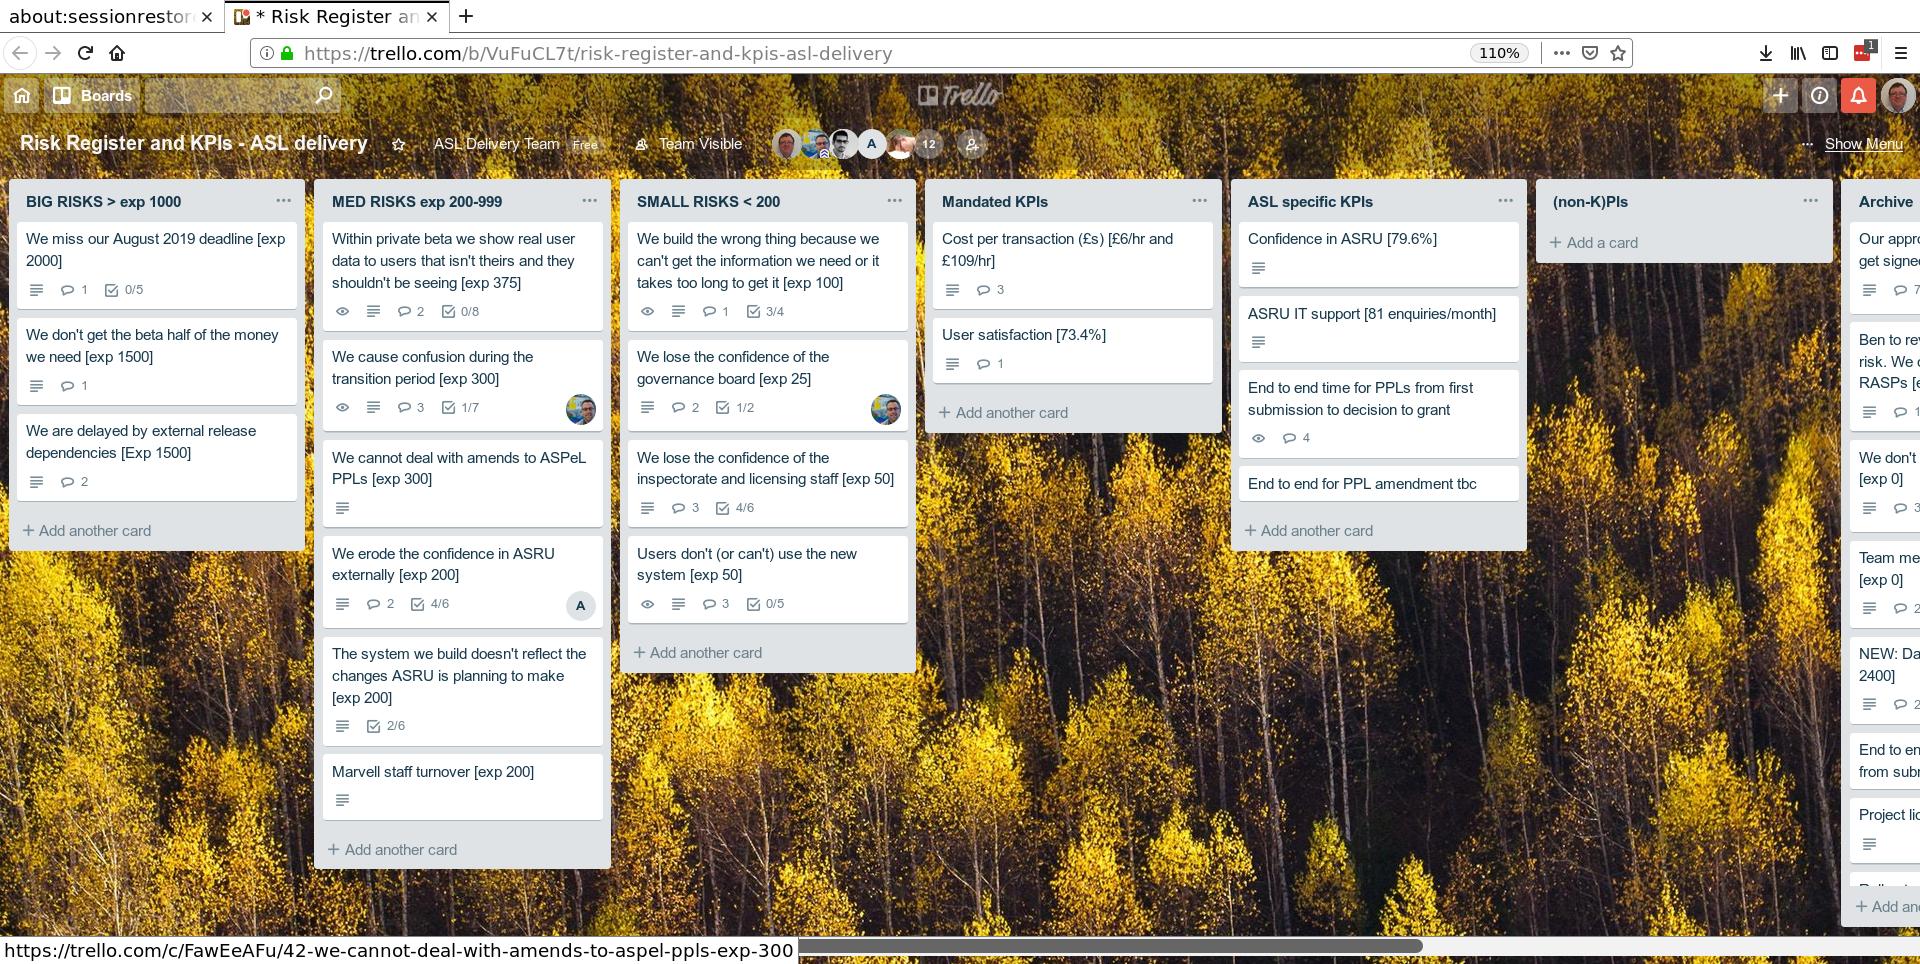 about:sessionrestor
* Risk Register an
https://trello.com/b/VuFuCL7t/risk-register-and-kpis-asl-delivery
110%
1
Boards
Trello
Risk Register and KPIs - ASL delivery
ASL Delivery Team Free
Team Visible
A
12
Show Menu
BIG RISKS > exp 1000
We miss our August 2019 deadline [exp
2000]
1 0/5
We don't get the beta half of the money
we need [exp 1500]
1
We are delayed by external release
dependencies [Exp 1500]
2
+ Add another card
MED RISKS exp 200-999
Within private beta we show real user
data to users that isn't theirs and they
shouldn't be seeing [exp 375]
2 0/8
We cause confusion during the
transition period [exp 300]
3 1/7
We cannot deal with amends to ASPeL
PPLs [exp 300]
We erode the confidence in ASRU
externally [exp 200]
2 4/6
A
The system we build doesn't reflect the
changes ASRU is planning to make
[exp 200]
2/6
Marvell staff turnover [exp 200]
+ Add another card
SMALL RISKS < 200
We build the wrong thing because we
can't get the information we need or it
takes too long to get it [exp 100]
1 3/4
We lose the confidence of the
governance board [exp 25]
2 1/2
We lose the confidence of the
inspectorate and licensing staff [exp 50]
3 4/6
Users don't (or can't) use the new
system [exp 50]
3 0/5
+ Add another card
Mandated KPIs
Cost per transaction (£s) [£6/hr and
£109/hr]
3
User satisfaction [73.4%]
1
+ Add another card
ASL specific KPIs
Confidence in ASRU [79.6%]
ASRU IT support [81 enquiries/month]
End to end time for PPLs from first
submission to decision to grant
4
End to end for PPL amendment tbc
+ Add another card
(non-K)PIs
+ Add a card
Archive
Our appro
get signe
7
Ben to re
risk. We
RASPs [e
1
We don't
[exp 0]
3
Team me
[exp 0]
2
NEW: Da
2400]
2
End to en
from sub
Project lic
+ Add an
https://trello.com/c/FawEeAFu/42-we-cannot-deal-with-amends-to-aspel-ppls-exp-300